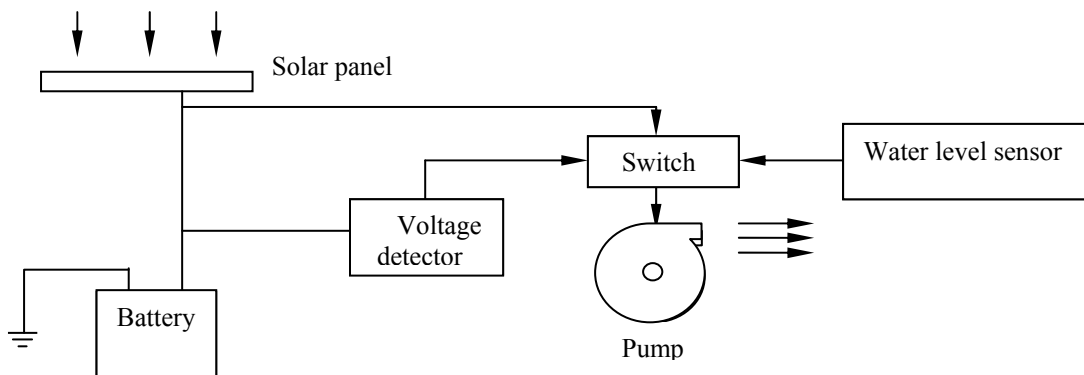 Solar panel
Switch
Water level sensor
Voltage
detector
Battery
Pump